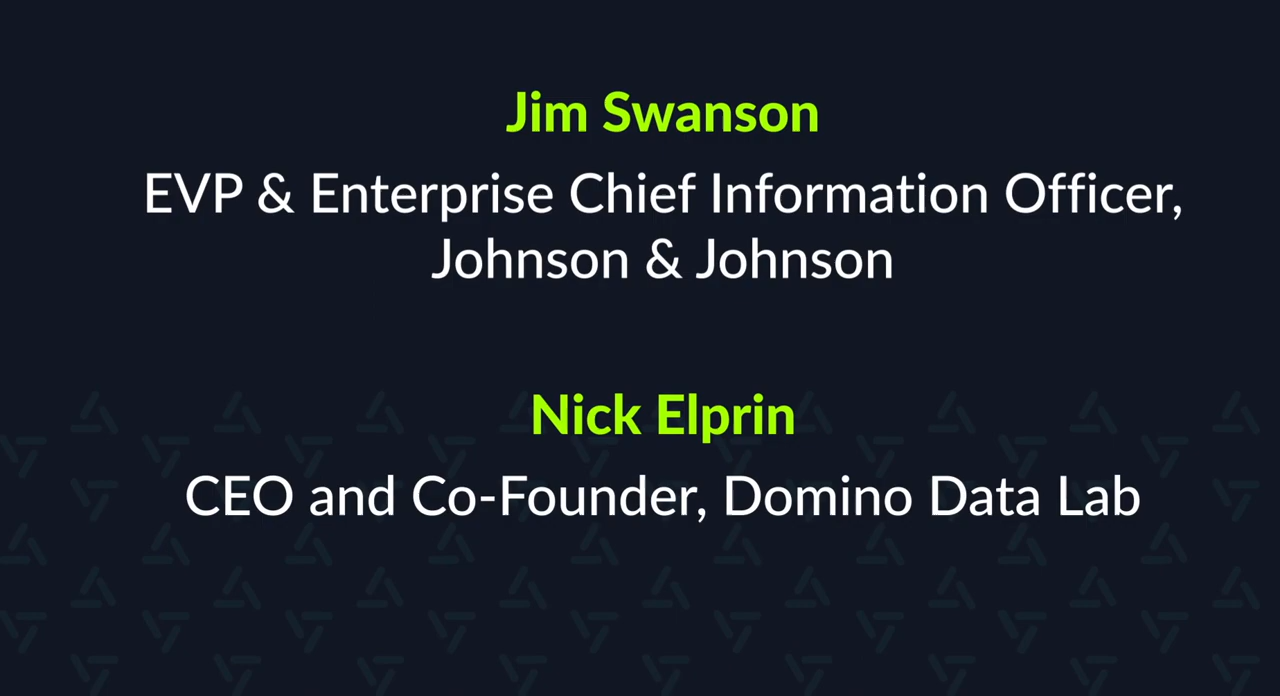 Jim Swanson
EVP & Enterprise Chief Information Officer,
Johnson & Johnson
Nick Elprin
CEO and Co-Founder, Domino Data Lab